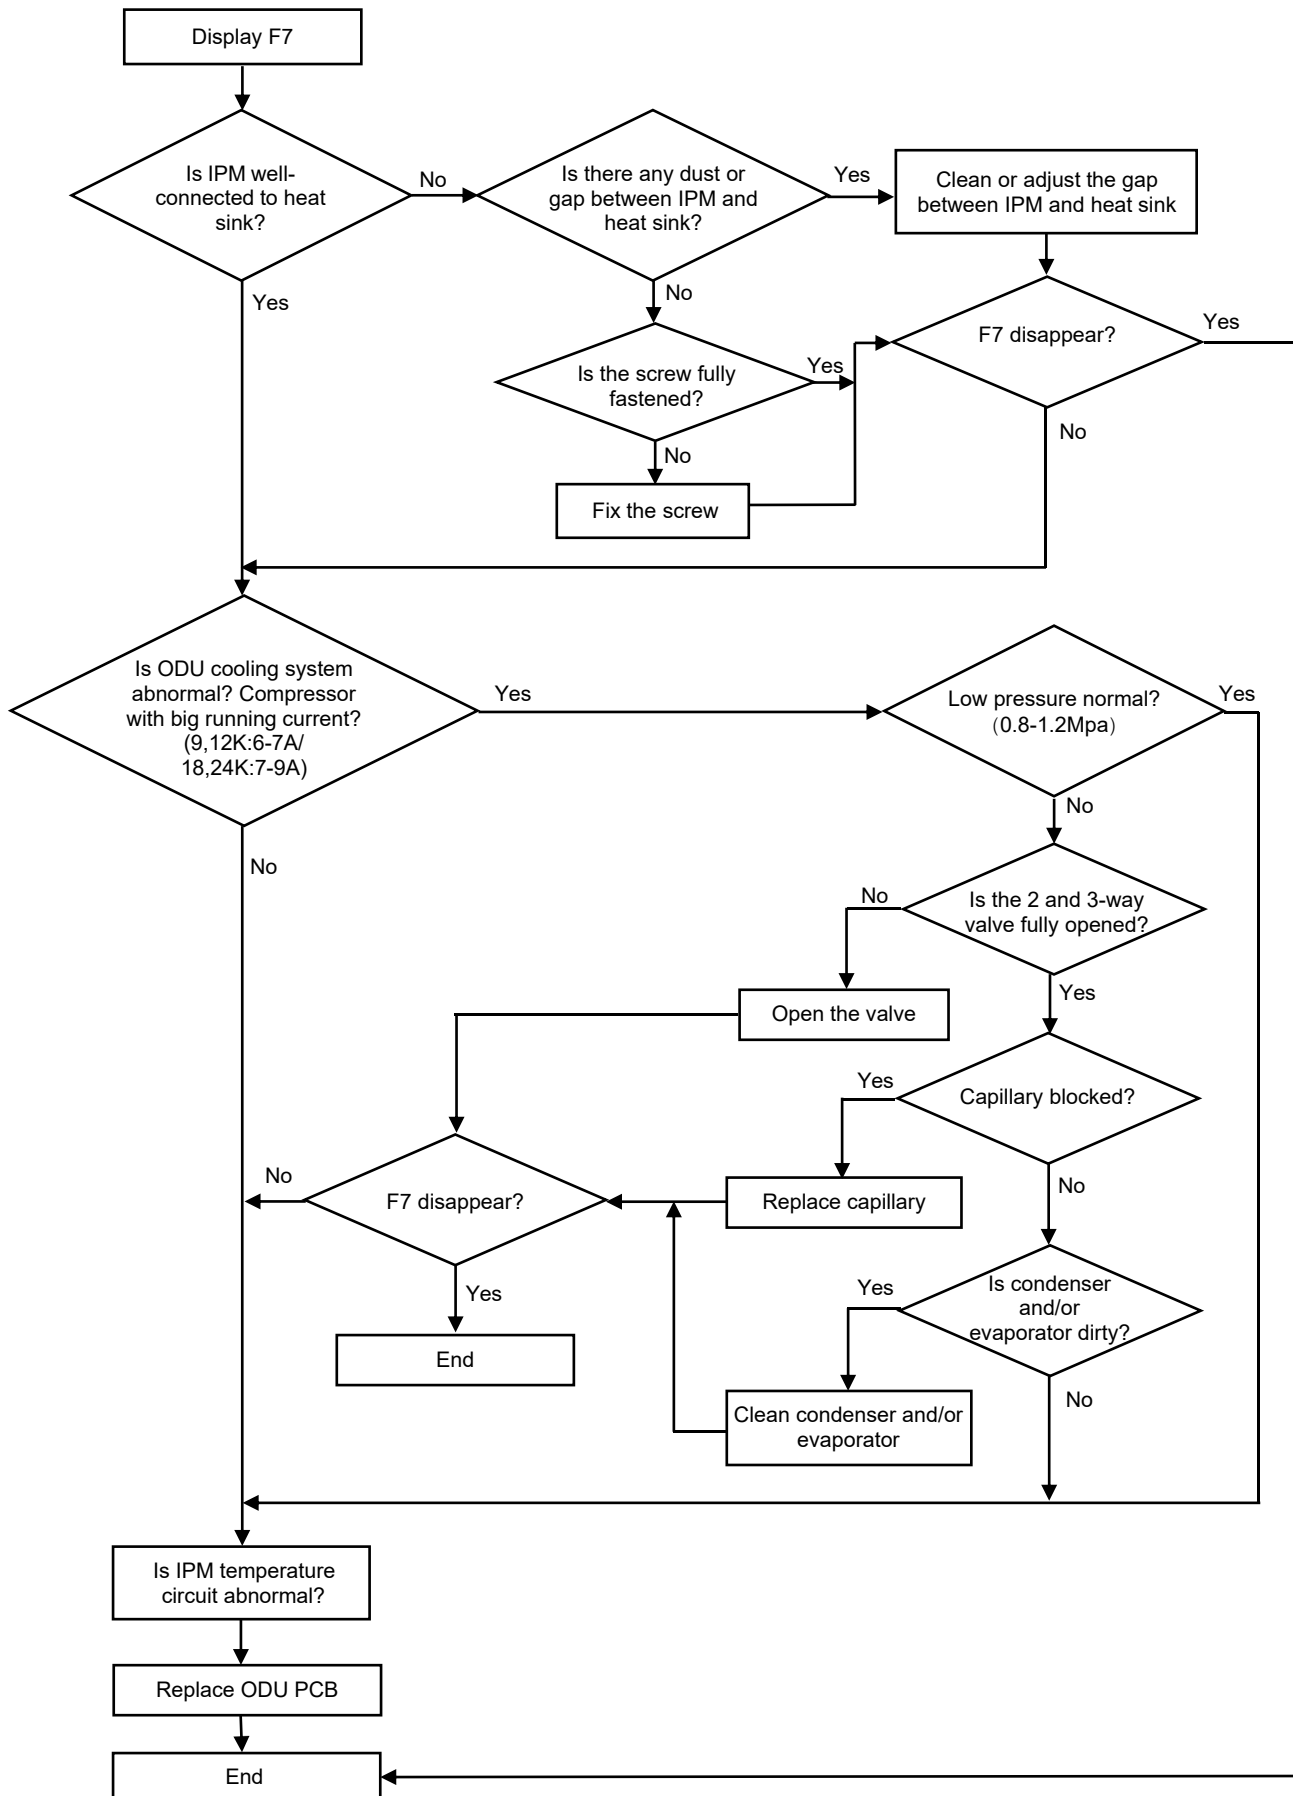 Display F7
Is IPM well-
connected to heat
sink?
No
Is there any dust or
gap between IPM and
heat sink?
Yes
Clean or adjust the gap
between IPM and heat sink
Yes
No
F7 disappear?
Yes
Is the screw fully
fastened?
Yes
No
No
Fix the screw
Is ODU cooling system
abnormal? Compressor
with big running current?
(9,12K:6-7A/
18,24K:7-9A)
Yes
Low pressure normal?
（0.8-1.2Mpa）
Yes
No
No
Is the 2 and 3-way
valve fully opened?
No
Yes
Open the valve
Capillary blocked?
Yes
No
Replace capillary
F7 disappear?
No
Yes
End
Is condenser
and/or
evaporator dirty?
Yes
No
Clean condenser and/or
evaporator
Is IPM temperature
circuit abnormal?
Replace ODU PCB
End